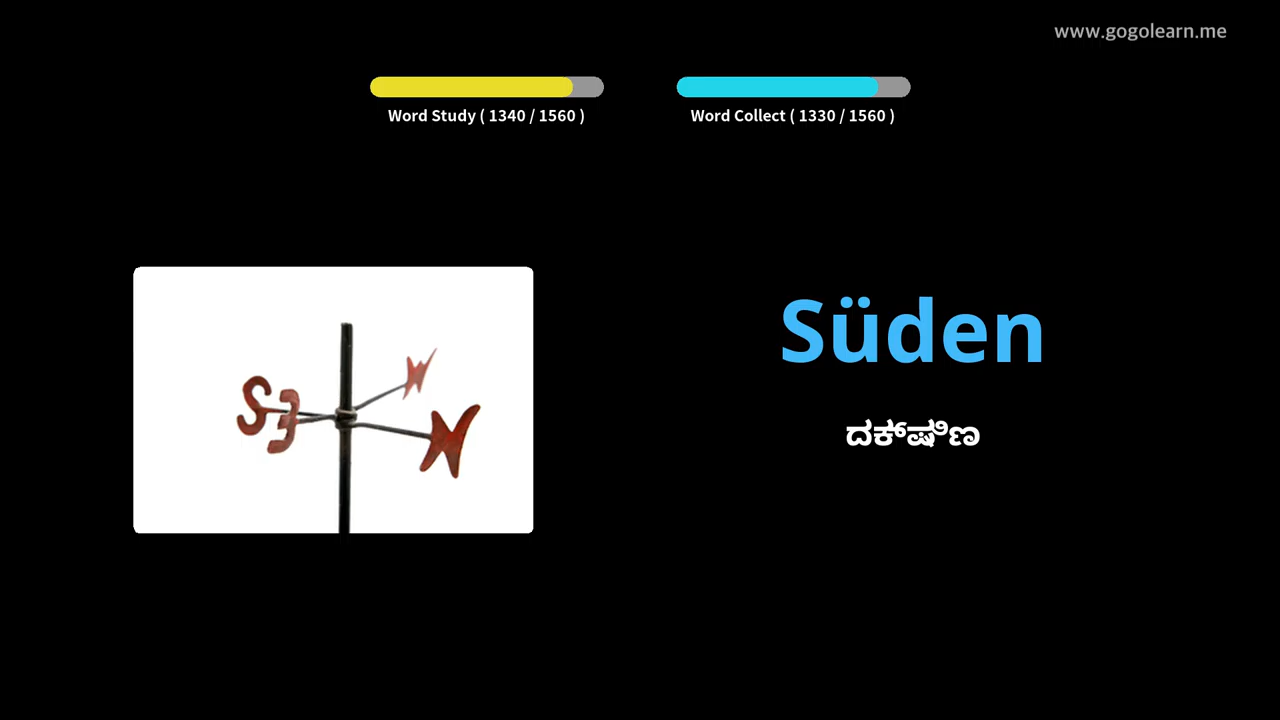 www.gogolearn.me
Word Study ( 1340 / 1560 )
Word Collect ( 1330 / 1560 )
S
E
N
Süden
ದಕ್ಷಿಣ